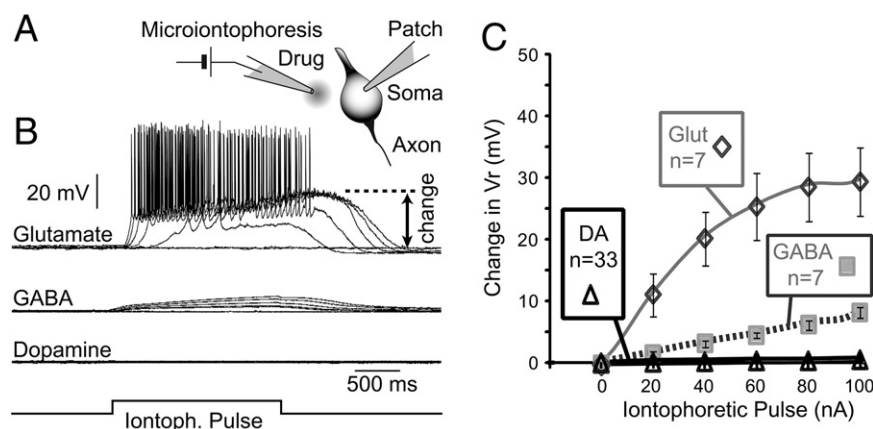 A
Microiontophoresis
Drug
Patch
Soma
Axon
B
20 mV
change
Glutamate
GABA
Dopamine
500 ms
Iontoph. Pulse
C
Change in Vr (mV)
50
40
30
20
10
0
Glut
n=7
DA
n=33
GABA
n=7
0 20 40 60 80 100
Iontophoretic Pulse (nA)